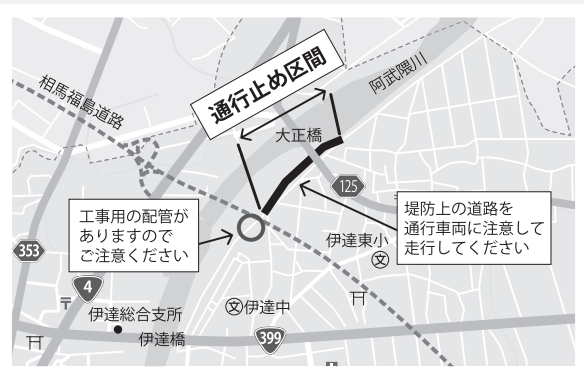 通行止め区間
相馬福島道路
阿武隈川
大正橋
125
工事用の配管が
ありますので
ご注意ください
堤防上の道路を
通行車両に注意して
走行してください
伊達東小
文
353
4
〒
伊達総合支所
伊達橋
文伊達中
399